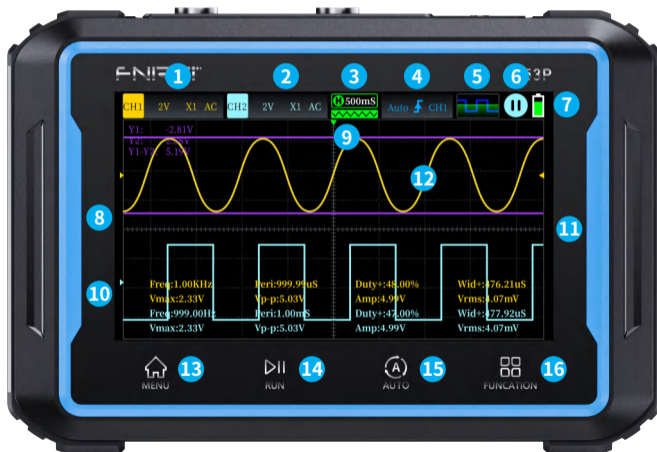 FNIRSI
1 2 3 4 5 6
CH1 2V X1 AC CH2 2V X1 AC H 500mS Auto CH1 7
Y1: -2.81V 9
Y1-Y2: 5.19V
12
8
11
10
Freq:1.00KHz Peri:999.99uS Duty+:48.00% Wid+:476.21uS
Vmax:2.33V Vp-p:5.03V Amp:4.99V Vrms:4.07mV
Freq:999.00Hz Peri:1.00mS Duty+:47.00% Wid+:477.92uS
Vmax:2.33V Vp-p:5.03V Amp:4.99V Vrms:4.07mV
13 14 A 15 16
MENU RUN AUTO FUNCATION